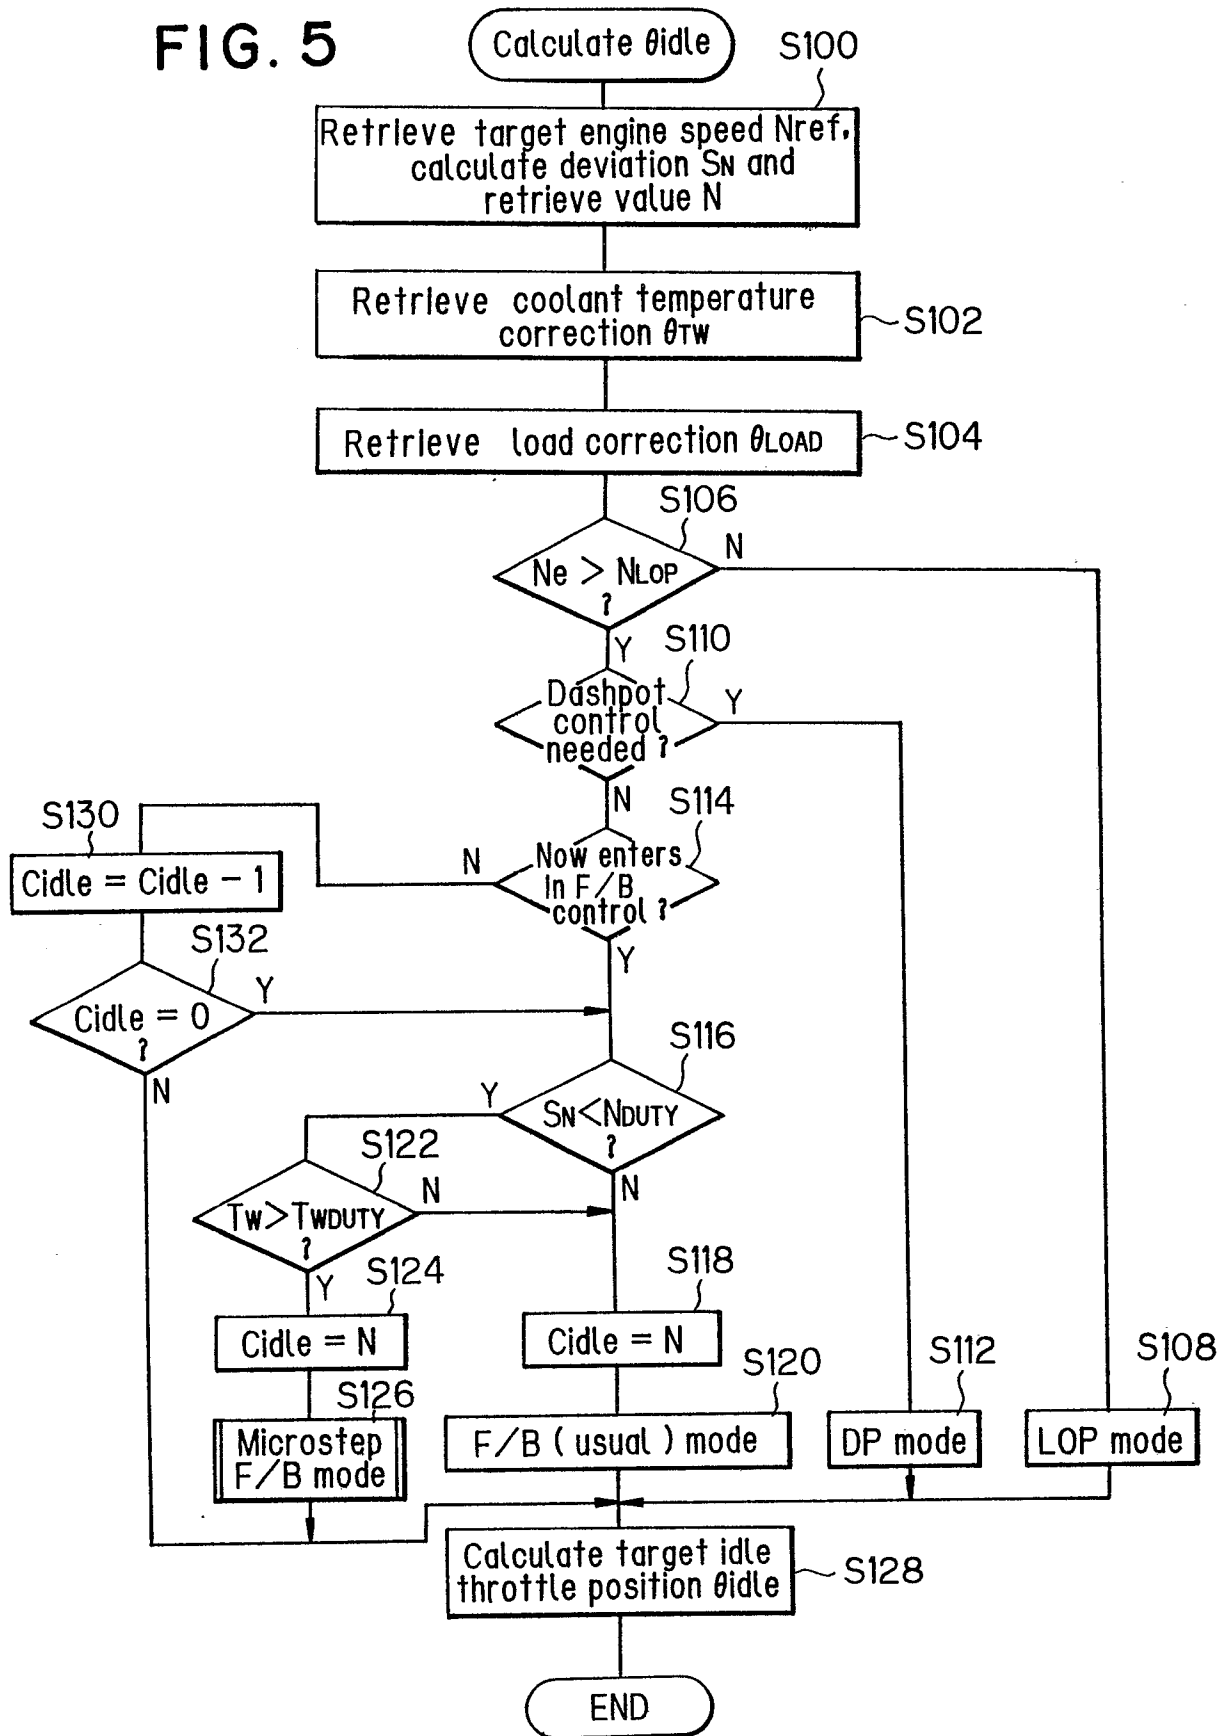 FIG. 5
Calculate θidle
S100
Retrieve target engine speed Nref,
calculate deviation SN and
retrieve value N
Retrieve coolant temperature
correction θTW
S102
Retrieve load correction θLOAD
S104
S106
Ne > NLOP
?
N
Y
S110
Dashpot
control
needed ?
Y
N
S114
Now enters
in F/B
control ?
N
Y
S130
Cidle = Cidle - 1
S132
Cidle = 0
?
Y
N
S116
SN<NDUTY
?
Y
N
S122
TW>TWDUTY
?
N
Y
S124
Cidle = N
S118
Cidle = N
S126
Microstep
F/B mode
S120
F/B (usual) mode
S112
DP mode
S108
LOP mode
Calculate target idle
throttle position θidle
S128
END